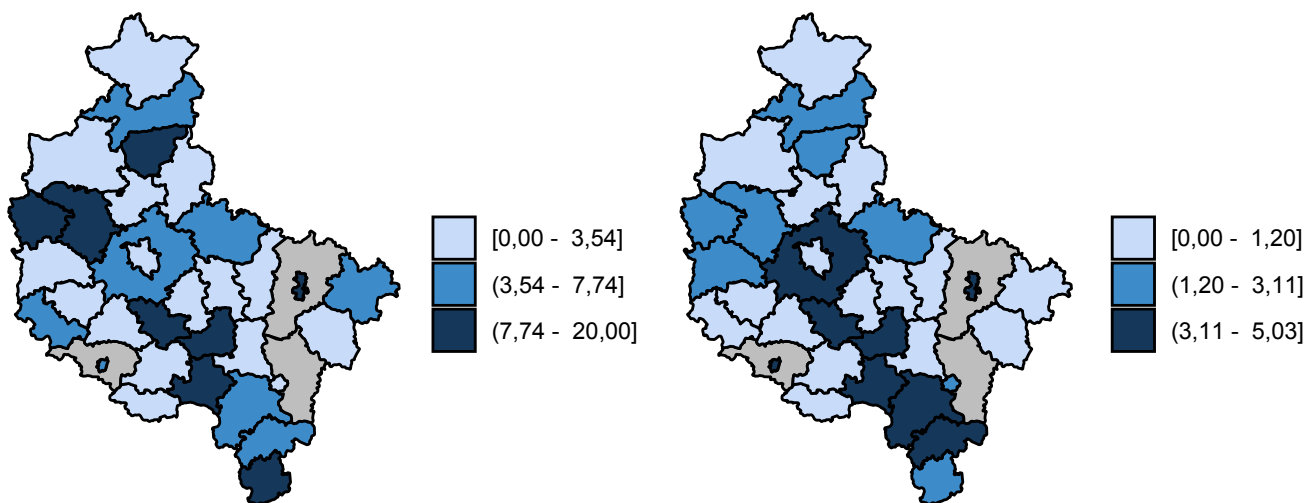 [0,00 - 3,54]
(3,54 - 7,74]
(7,74 - 20,00]
[0,00 - 1,20]
(1,20 - 3,11]
(3,11 - 5,03]